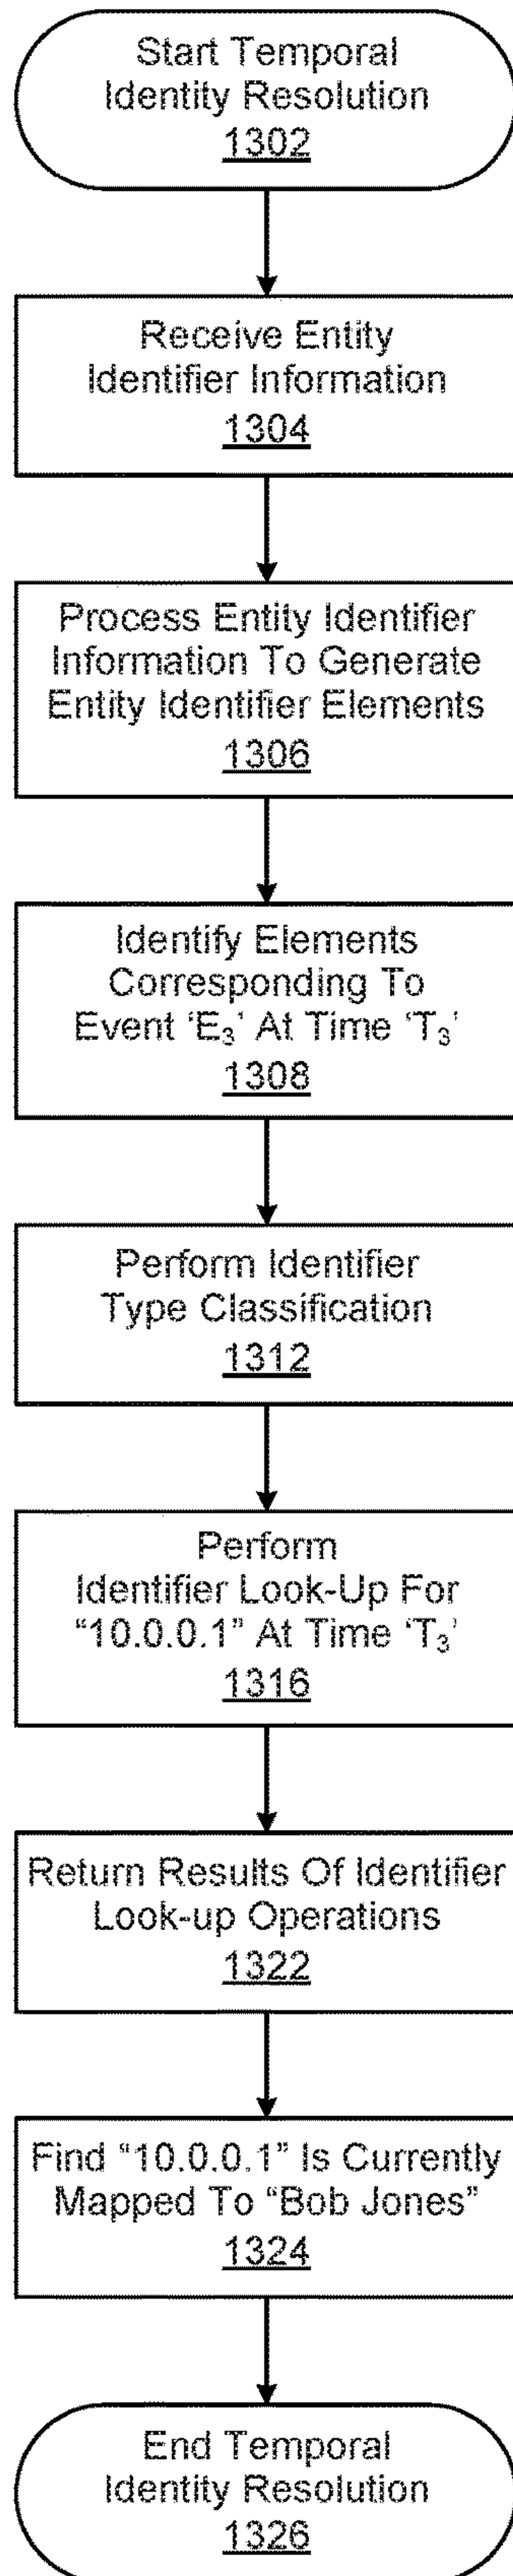 Start Temporal
Identity Resolution
1302
Receive Entity
Identifier Information
1304
Process Entity Identifier
Information To Generate
Entity Identifier Elements
1306
Identify Elements
Corresponding To
Event ‘E₃’ At Time ‘T₃’
1308
Perform Identifier
Type Classification
1312
Perform
Identifier Look-Up For
“10.0.0.1” At Time ‘T₃’
1316
Return Results Of Identifier
Look-up Operations
1322
Find “10.0.0.1” Is Currently
Mapped To “Bob Jones”
1324
End Temporal
Identity Resolution
1326